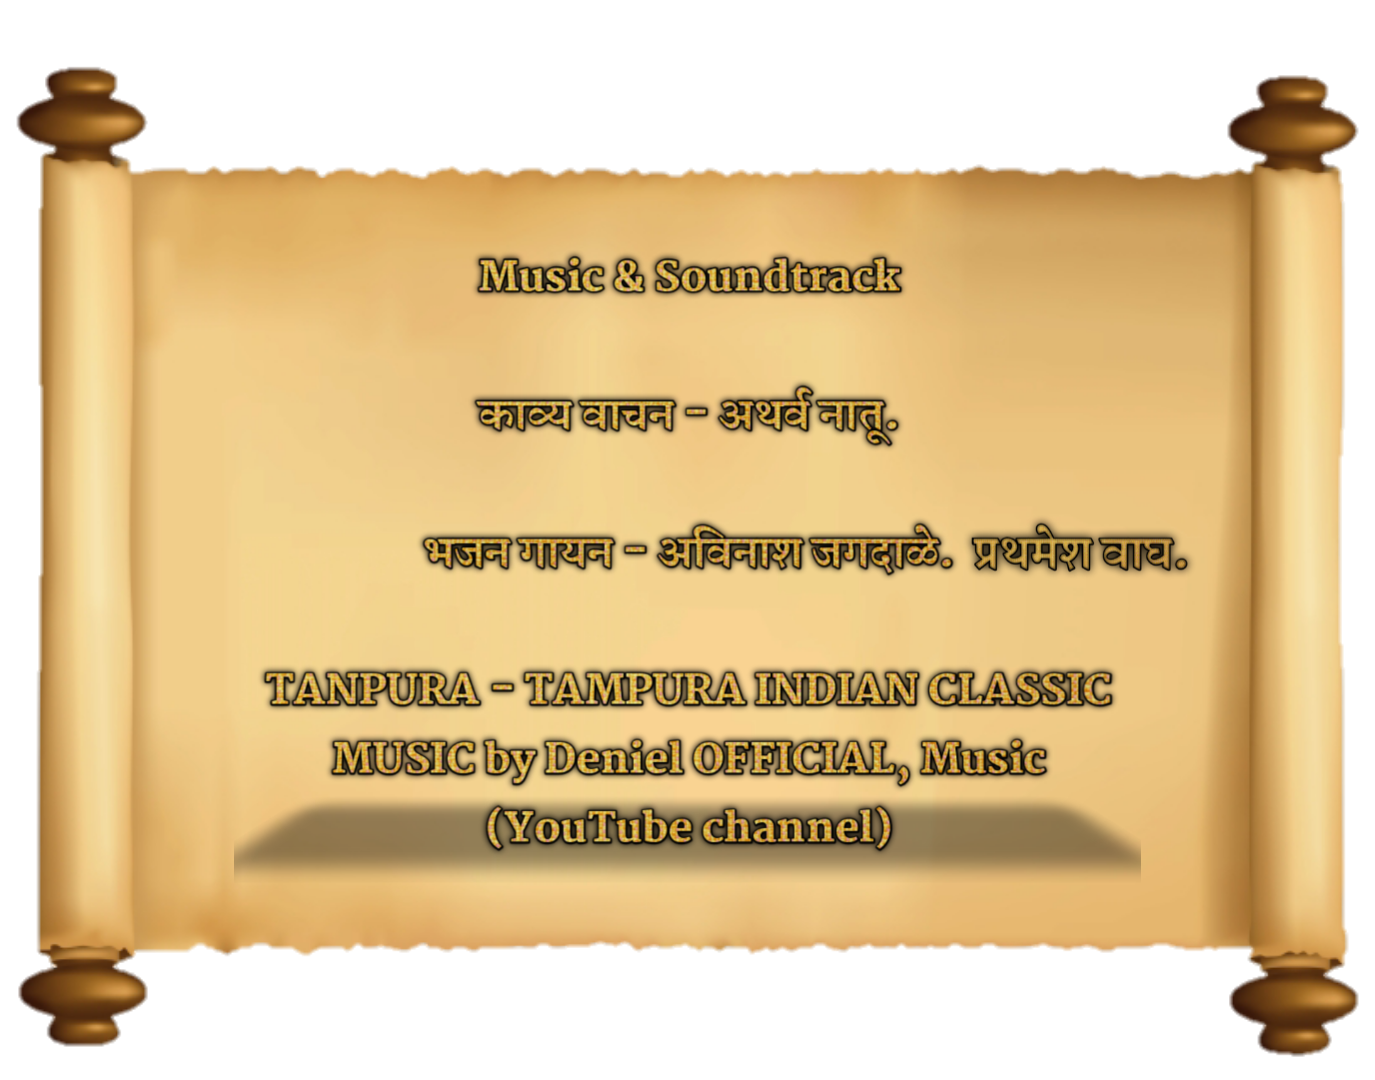 Music & Soundtrack
काव्य वाचन - अथर्व नातू.
भजन गायन - अविनाश जगदाळे. प्रथमेश वाघ.
TANPURA - TAMPURA INDIAN CLASSIC
MUSIC by Deniel OFFICIAL, Music
(YouTube channel)